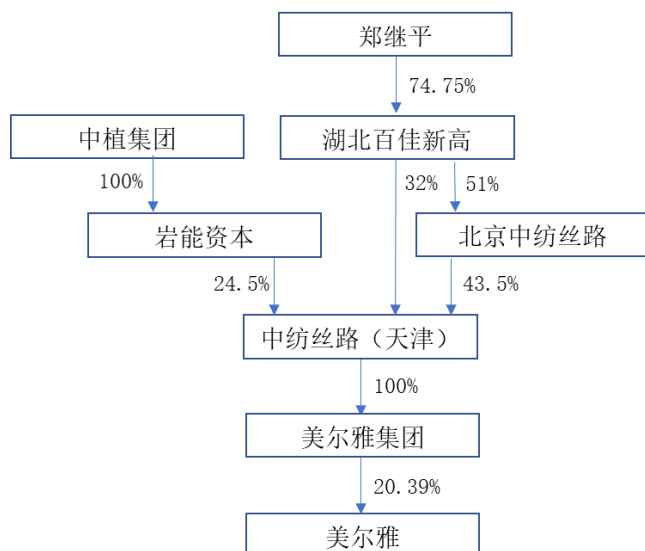 郑继平
74.75%
中植集团
湖北百佳新高
100%
32%
51%
岩能资本
北京中纺丝路
24.5%
43.5%
中纺丝路（天津）
100%
美尔雅集团
20.39%
美尔雅